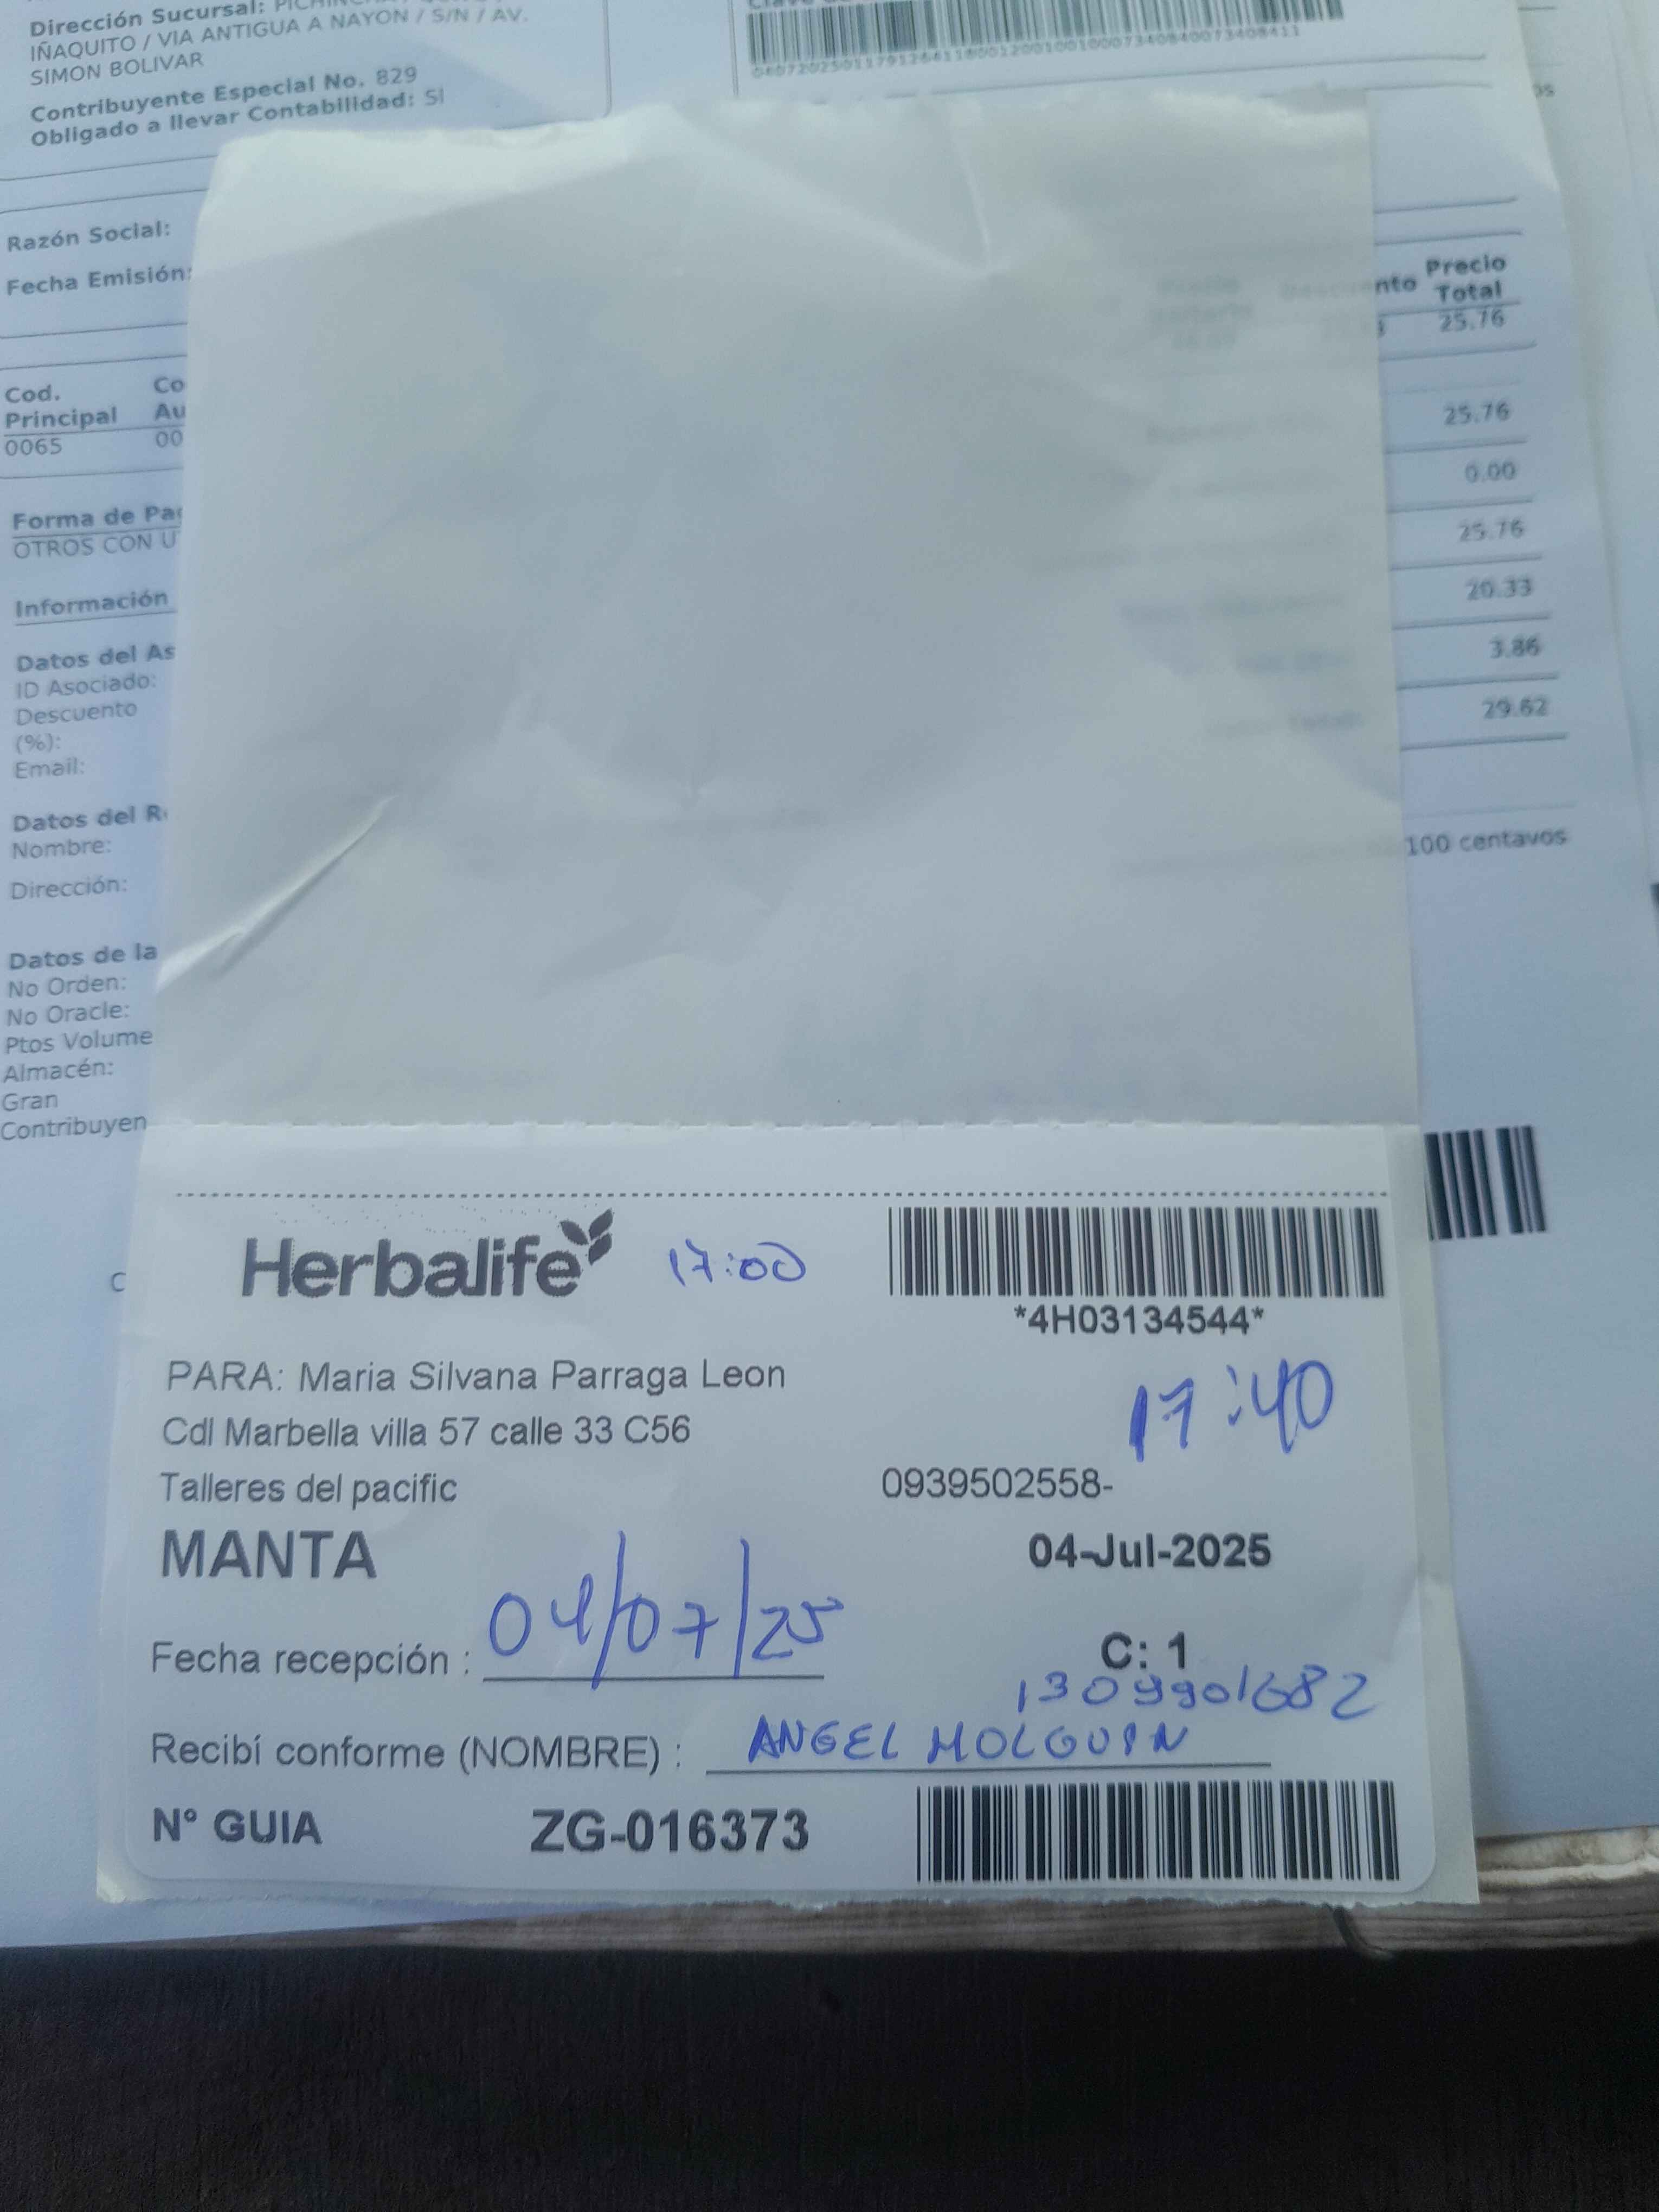 Dirección Sucursal:
IÑAQUITO / VIA ANTIGUA A NAYON / S/N / AV.
SIMON BOLIVAR
Contribuyente Especial No. 829
Obligado a llevar Contabilidad: SI
Razón Social:
Fecha Emisión:
nto Precio Total
25.76
Cod. Principal
Co Au
0065 00
25.76
0.00
Forma de Pa
OTROS CON U
25.76
Información
20.33
Datos del As
3.86
ID Asociado:
Descuento (%):
29.62
Email:
Datos del R
Nombre:
100 centavos
Dirección:
Datos de la
No Orden:
No Oracle:
Ptos Volume
Almacén:
Gran
Contribuyen
C
Herbalife 17:00
*4H03134544*
PARA: Maria Silvana Parraga Leon
17:40
Cdl Marbella villa 57 calle 33 C56
Talleres del pacific 0939502558-
MANTA 04-Jul-2025
Fecha recepción : 04/07/25
C: 1
Recibí conforme (NOMBRE) : ANGEL HOLGUIN
N° GUIA ZG-016373